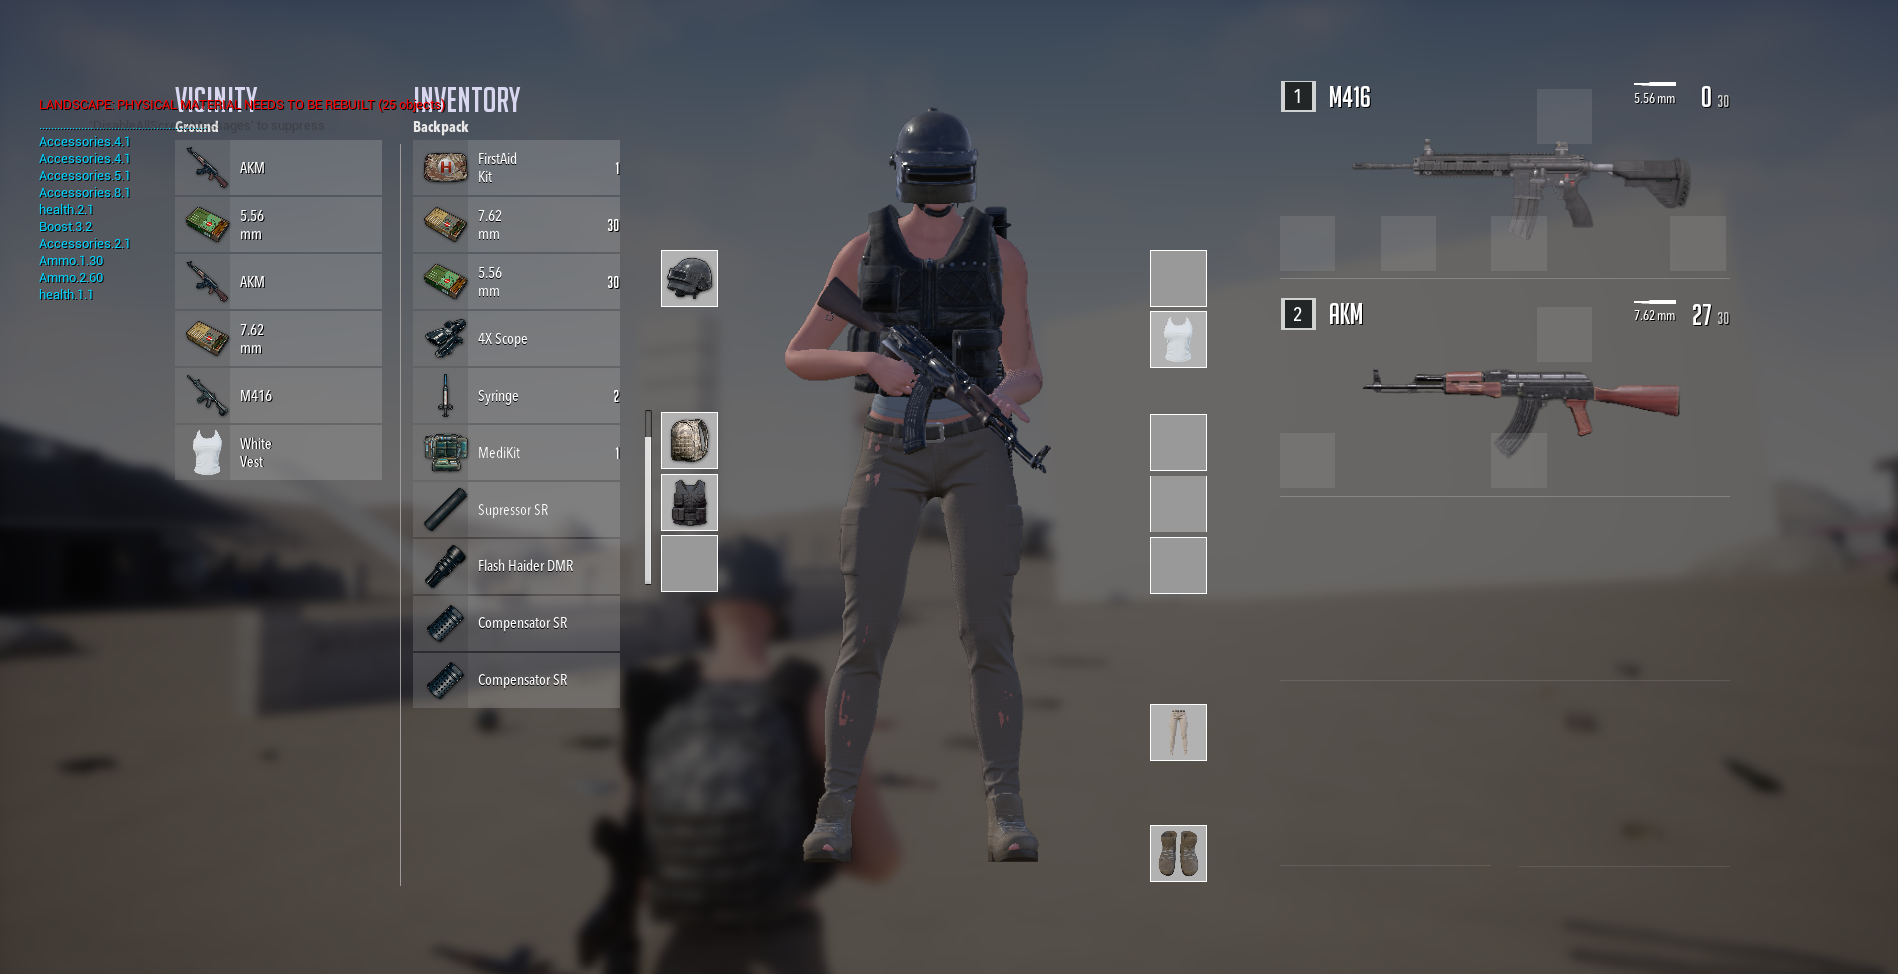 VICINITY
LANDSCAPE: PHYSICAL MATERIAL NEEDS TO BE REBUILT (25 objects)
Ground
Accessories.4.1
Accessories.4.1
Accessories.5.1
Accessories.8.1
health.2.1
Boost.3.2
Accessories.2.1
Ammo.1.30
Ammo.2.60
health.1.1
AKM
5.56
mm
AKM
7.62
mm
M416
White
Vest
INVENTORY
Backpack
FirstAid
Kit
1
7.62
mm
30
5.56
mm
30
4X Scope
Syringe
2
MediKit
1
Supressor SR
Flash Haider DMR
Compensator SR
Compensator SR
1
M416
5.56 mm
0
30
2
AKM
7.62 mm
27
30